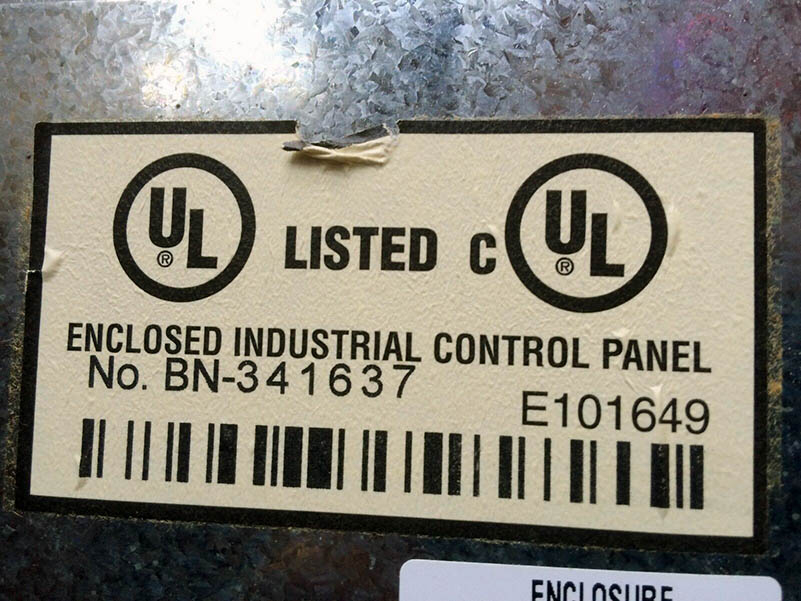 UL® LISTED C UL®
ENCLOSED INDUSTRIAL CONTROL PANEL
No. BN-341637
E101649
ENCLOSURE